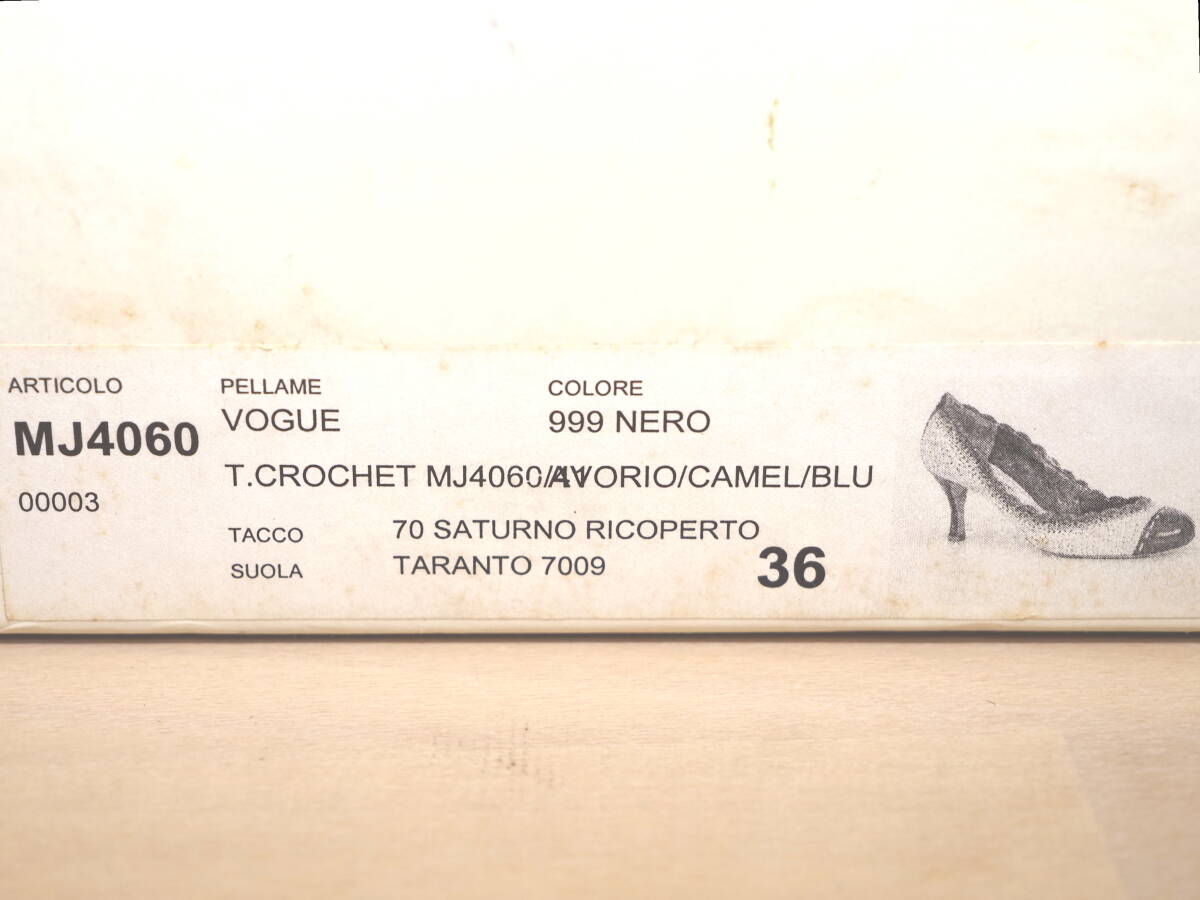 ARTICOLO PELLAME COLORE
MJ4060 VOGUE 999 NERO
T.CROCHET MJ4060/41 AVORIO/CAMEL/BLU
00003
TACCO 70 SATURNO RICOPERTO
SUOLA TARANTO 7009 36